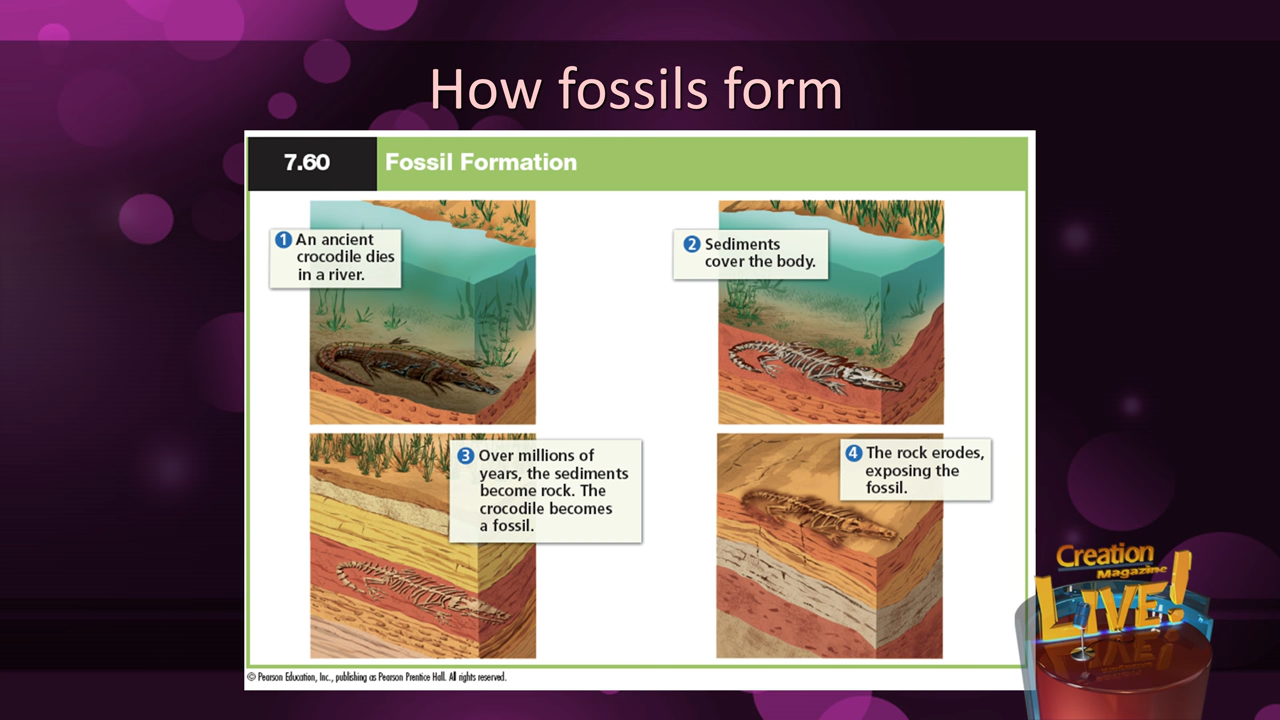 How fossils form
7.60 Fossil Formation
1 An ancient
crocodile dies
in a river.
2 Sediments
cover the body.
3 Over millions of
years, the sediments
become rock. The
crocodile becomes
a fossil.
4 The rock erodes,
exposing the
fossil.
© Pearson Education, Inc., publishing as Pearson Prentice Hall. All rights reserved.
Creation
Magazine
LIVE!